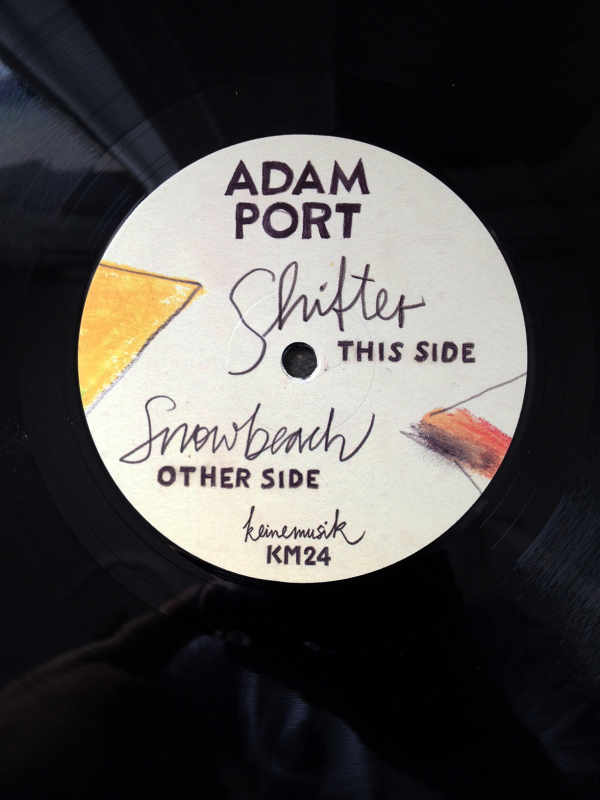 ADAM
PORT
Shifter
THIS SIDE
Snowbeach
OTHER SIDE
keinemusik
KM24